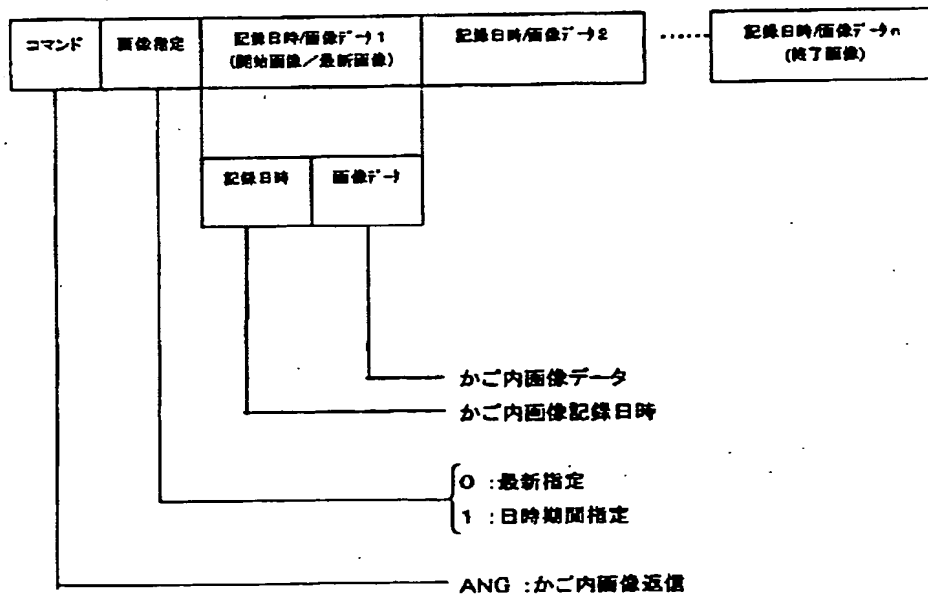 コマンド
画像指定
記録日時/画像データ1
(開始画像/最新画像)
記録日時/画像データ2
……
記録日時/画像データn
(終了画像)
記録日時
画像データ
かご内画像データ
かご内画像記録日時
0 :最新指定
1 :日時期間指定
ANG :かご内画像返信